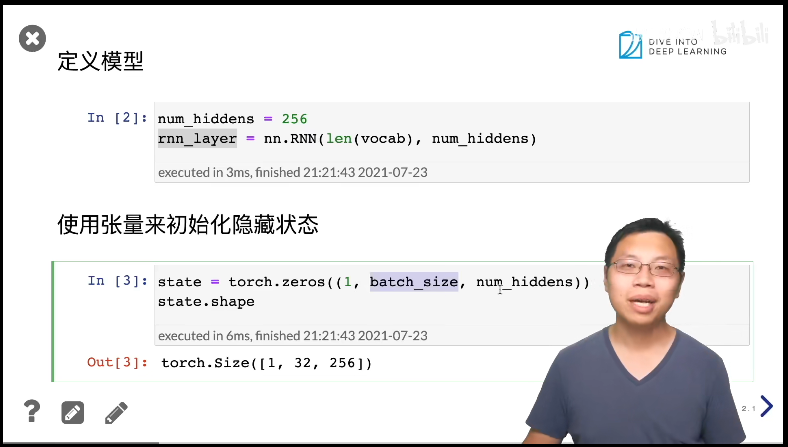 bilibili
DIVE INTO
DEEP LEARNING
定义模型
In [2]: num_hiddens = 256
rnn_layer = nn.RNN(len(vocab), num_hiddens)
executed in 3ms, finished 21:21:43 2021-07-23
使用张量来初始化隐藏状态
In [3]: state = torch.zeros((1, batch_size, num_hiddens))
state.shape
executed in 6ms, finished 21:21:43 2021-07-23
Out[3]: torch.Size([1, 32, 256])
?
2.1